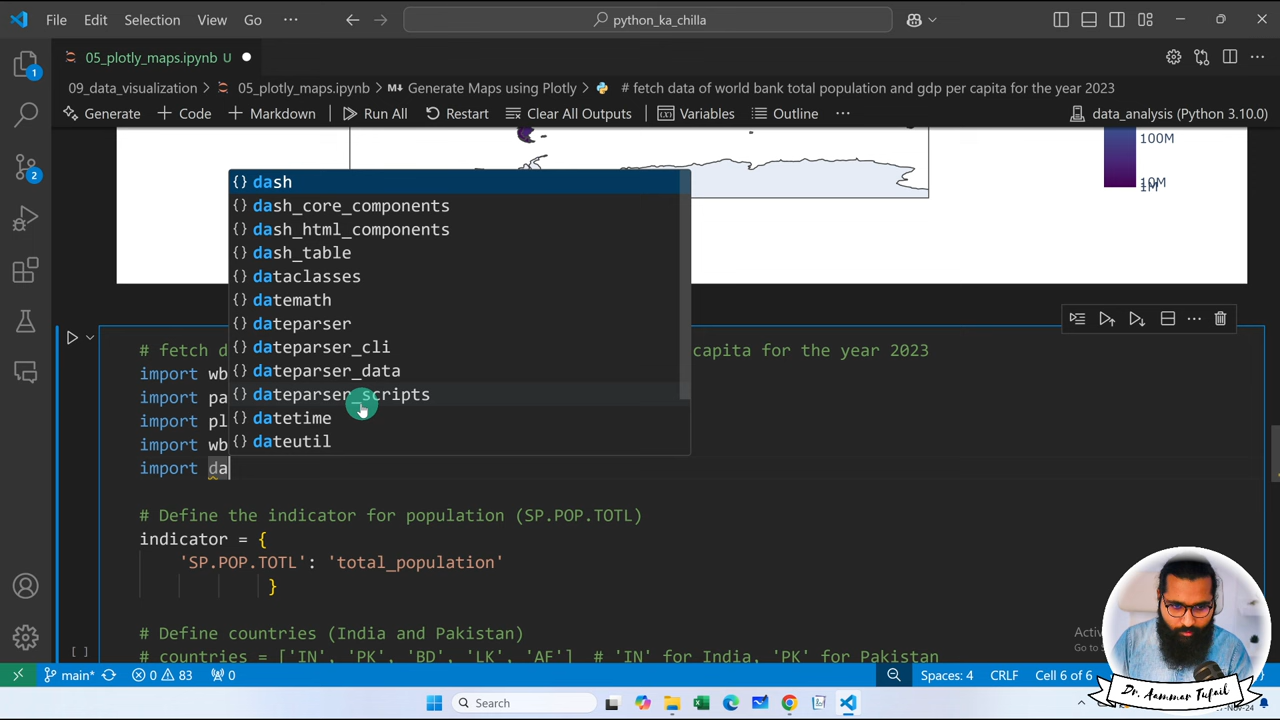 File Edit Selection View Go ··· python_ka_chilla
05_plotly_maps.ipynb U
09_data_visualization > 05_plotly_maps.ipynb > M↓ Generate Maps using Plotly > # fetch data of world bank total population and gdp per capita for the year 2023
Generate + Code + Markdown Run All Restart Clear All Outputs Variables Outline ··· data_analysis (Python 3.10.0)
100M
10M
1M
{} dash
{} dash_core_components
{} dash_html_components
{} dash_table
{} dataclasses
{} datemath
{} dateparser
{} dateparser_cli
{} dateparser_data
{} dateparser_scripts
{} datetime
{} dateutil
# fetch d capita for the year 2023
import wb
import pa
import pl
import wb
import da
# Define the indicator for population (SP.POP.TOTL)
indicator = {
'SP.POP.TOTL': 'total_population'
}
# Define countries (India and Pakistan)
# countries = ['IN', 'PK', 'BD', 'LK', 'AF'] # 'IN' for India, 'PK' for Pakistan
[ ]
1
2
main* 0 83 0 Spaces: 4 CRLF Cell 6 of 6
Search
Dr. Aammar Tufail